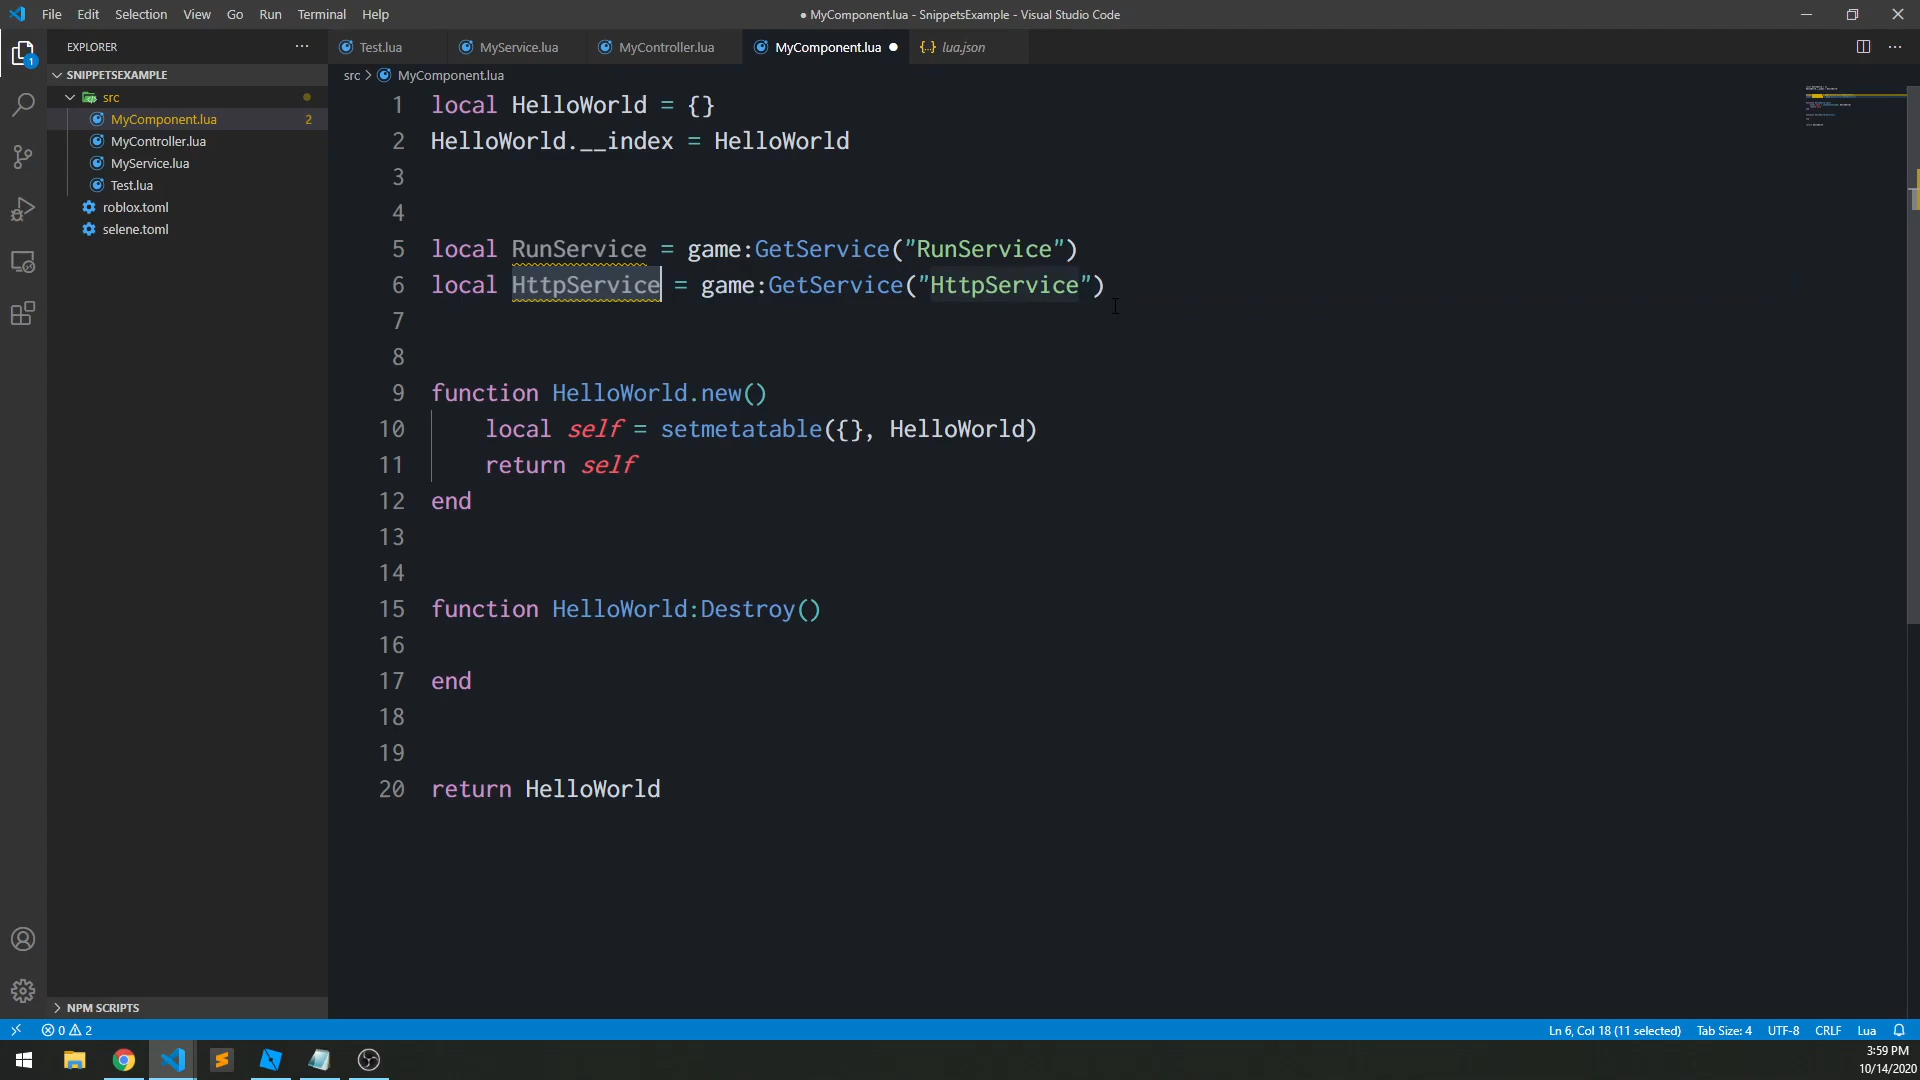 File Edit Selection View Go Run Terminal Help
● MyComponent.lua - SnippetsExample - Visual Studio Code
EXPLORER
Test.lua
MyService.lua
MyController.lua
MyComponent.lua
{..} lua.json
1
SNIPPETSEXAMPLE
src > MyComponent.lua
src
MyComponent.lua 2
MyController.lua
MyService.lua
Test.lua
roblox.toml
selene.toml
1 local HelloWorld = {}
2 HelloWorld.__index = HelloWorld
3
4
5 local RunService = game:GetService("RunService")
6 local HttpService = game:GetService("HttpService")
7
8
9 function HelloWorld.new()
10 local self = setmetatable({}, HelloWorld)
11 return self
12 end
13
14
15 function HelloWorld:Destroy()
16
17 end
18
19
20 return HelloWorld
NPM SCRIPTS
0 2
Ln 6, Col 18 (11 selected) Tab Size: 4 UTF-8 CRLF Lua
3:59 PM
10/14/2020